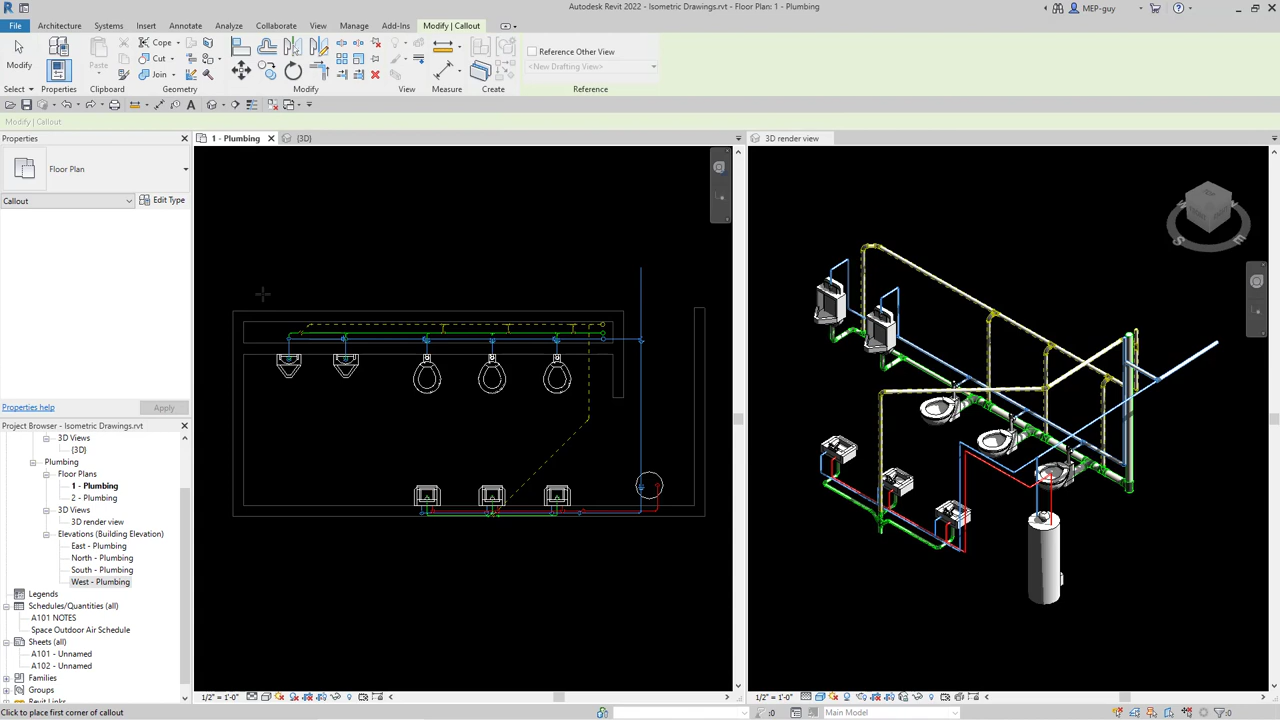 Autodesk Revit 2022 - Isometric Drawings.rvt - Floor Plan: 1 - Plumbing
MEP-guy
File Architecture Systems Insert Annotate Analyze Collaborate View Manage Add-Ins Modify | Callout
Modify Paste Cope Cut Join
Reference Other View
<New Drafting View>
Select Properties Clipboard Geometry Modify View Measure Create Reference
Modify | Callout
Properties
1 - Plumbing {3D} 3D render view
Floor Plan
Callout Edit Type
Properties help Apply
Project Browser - Isometric Drawings.rvt
3D Views
{3D}
Plumbing
Floor Plans
1 - Plumbing
2 - Plumbing
3D Views
3D render view
Elevations (Building Elevation)
East - Plumbing
North - Plumbing
South - Plumbing
West - Plumbing
Legends
Schedules/Quantities (all)
A101 NOTES
Space Outdoor Air Schedule
Sheets (all)
A101 - Unnamed
A102 - Unnamed
Families
Groups
Revit Links
1/2" = 1'-0" 1/2" = 1'-0"
Click to place first corner of callout :0 Main Model :0